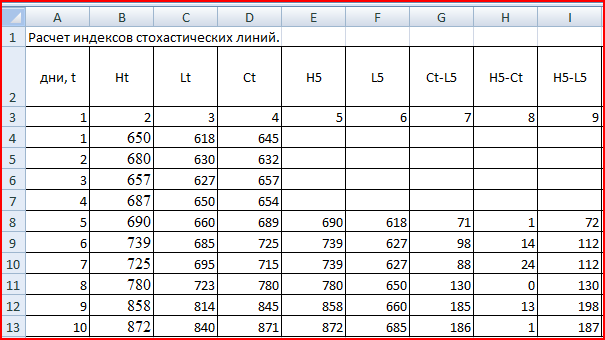 A B C D E F G H I
1 Расчет индексов стохастических линий.
2 дни, t Ht Lt Ct H5 L5 Ct-L5 H5-Ct H5-L5
3 1 2 3 4 5 6 7 8 9
4 1 650 618 645
5 2 680 630 632
6 3 657 627 657
7 4 687 650 654
8 5 690 660 689 690 618 71 1 72
9 6 739 685 725 739 627 98 14 112
10 7 725 695 715 739 627 88 24 112
11 8 780 723 780 780 650 130 0 130
12 9 858 814 845 858 660 185 13 198
13 10 872 840 871 872 685 186 1 187